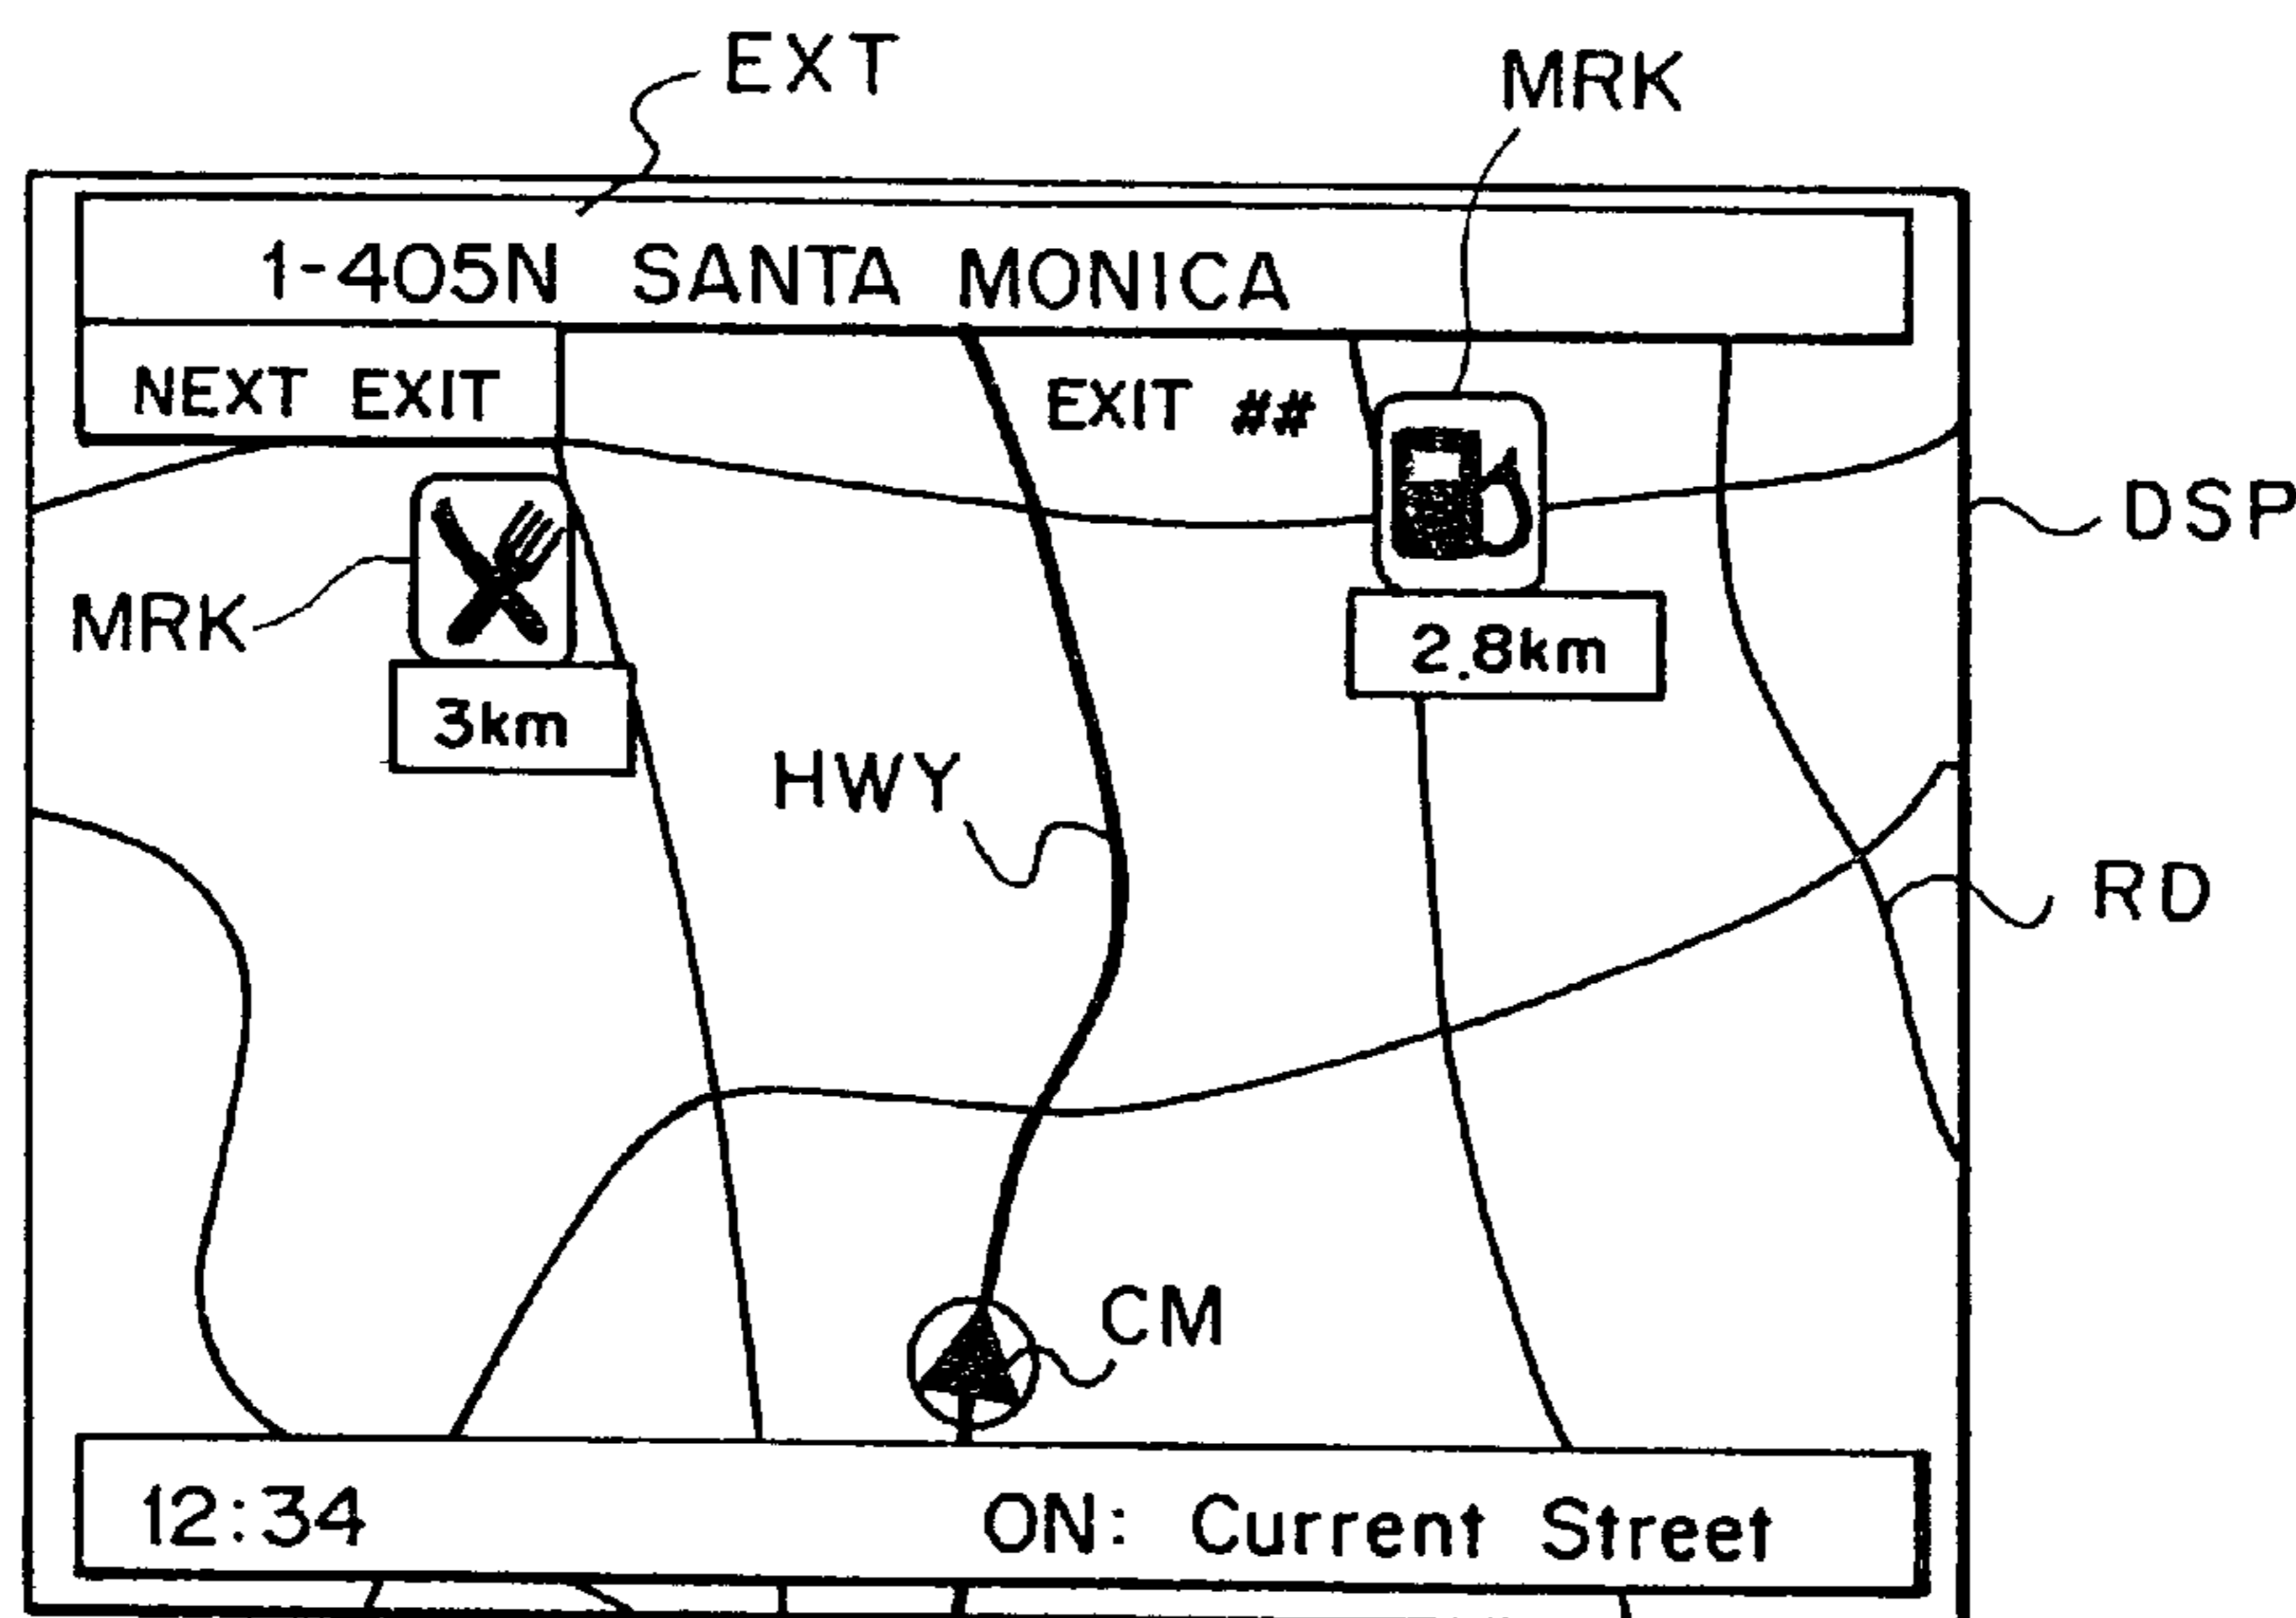 EXT
MRK
1-405N SANTA MONICA
NEXT EXIT
EXIT ##
DSP
MRK
2.8km
3km
HWY
RD
CM
12:34
ON: Current Street